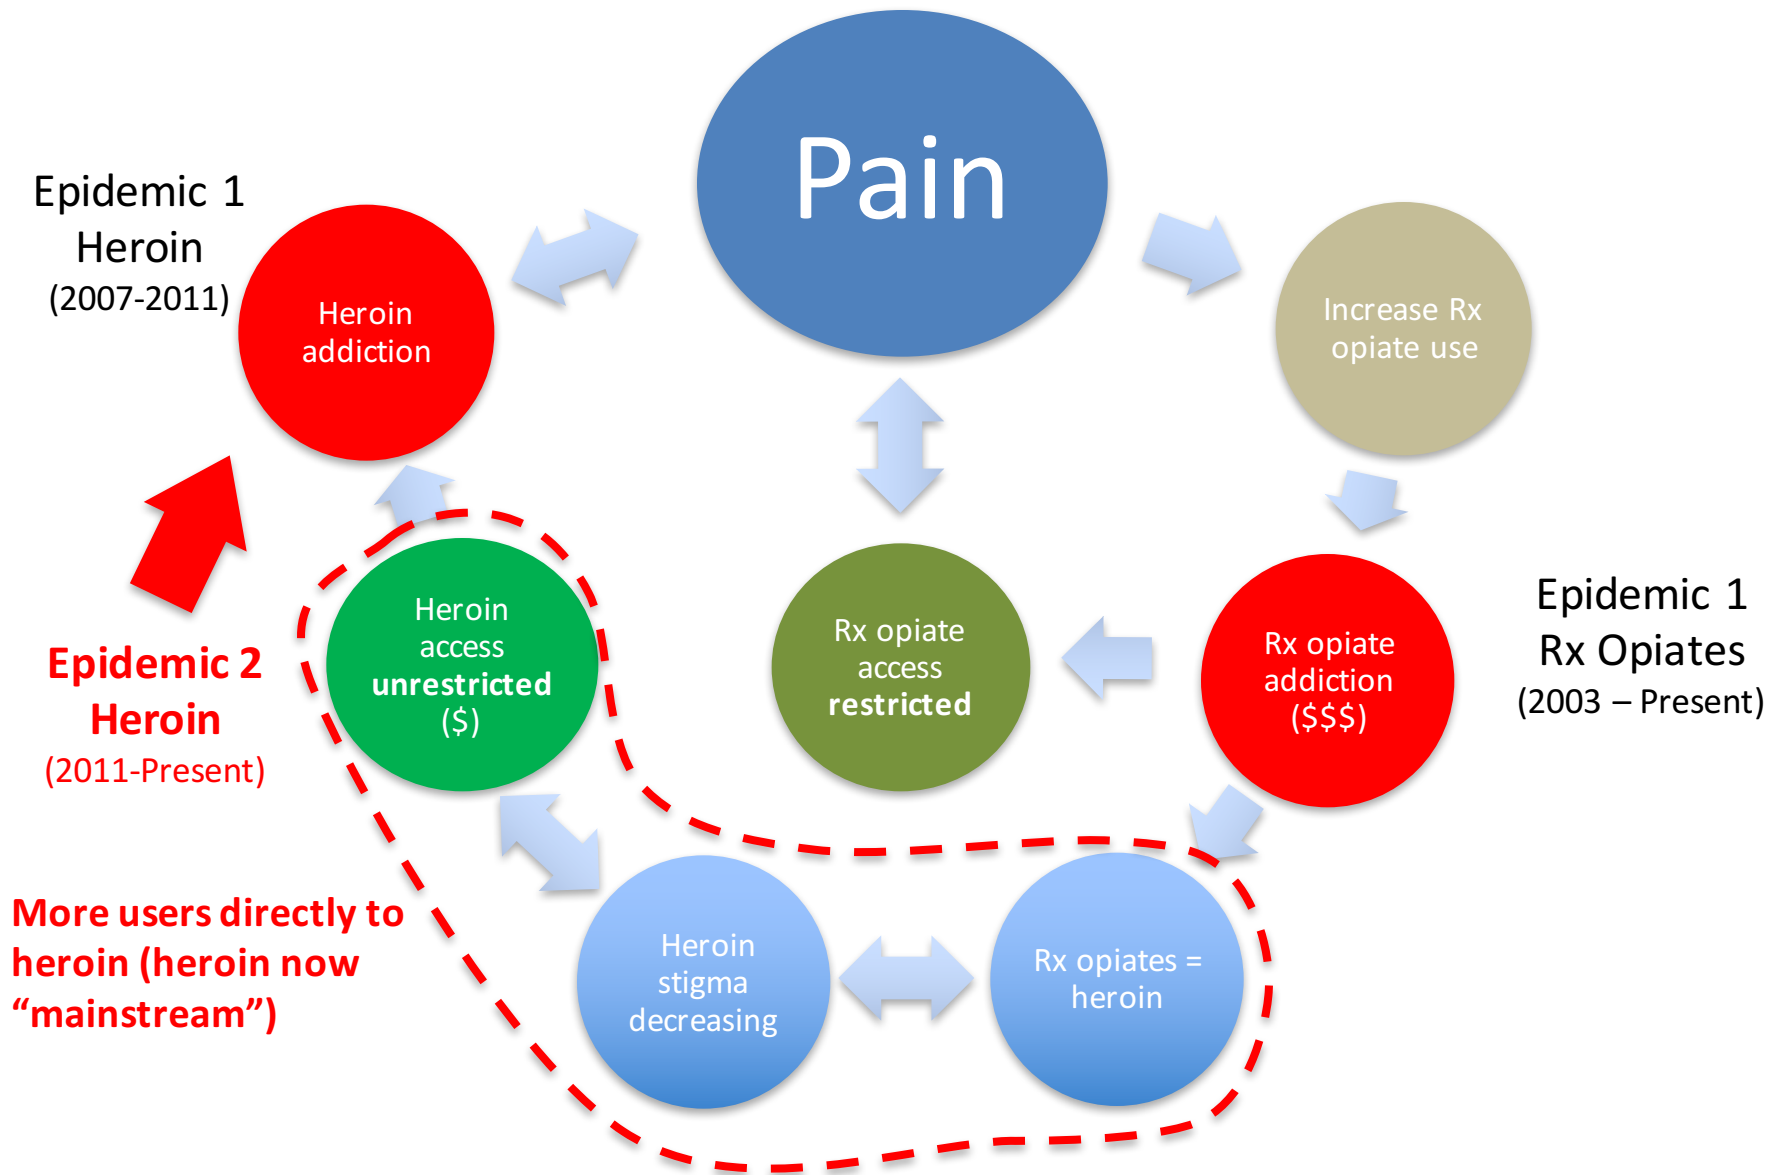 Pain
Epidemic 1
Heroin
(2007-2011)
Heroin
addiction
Increase Rx
opiate use
Heroin
access
unrestricted
($)
Rx opiate
access
restricted
Rx opiate
addiction
($$$)
Epidemic 1
Rx Opiates
(2003 – Present)
Epidemic 2
Heroin
(2011-Present)
More users directly to
heroin (heroin now
“mainstream”)
Heroin
stigma
decreasing
Rx opiates =
heroin